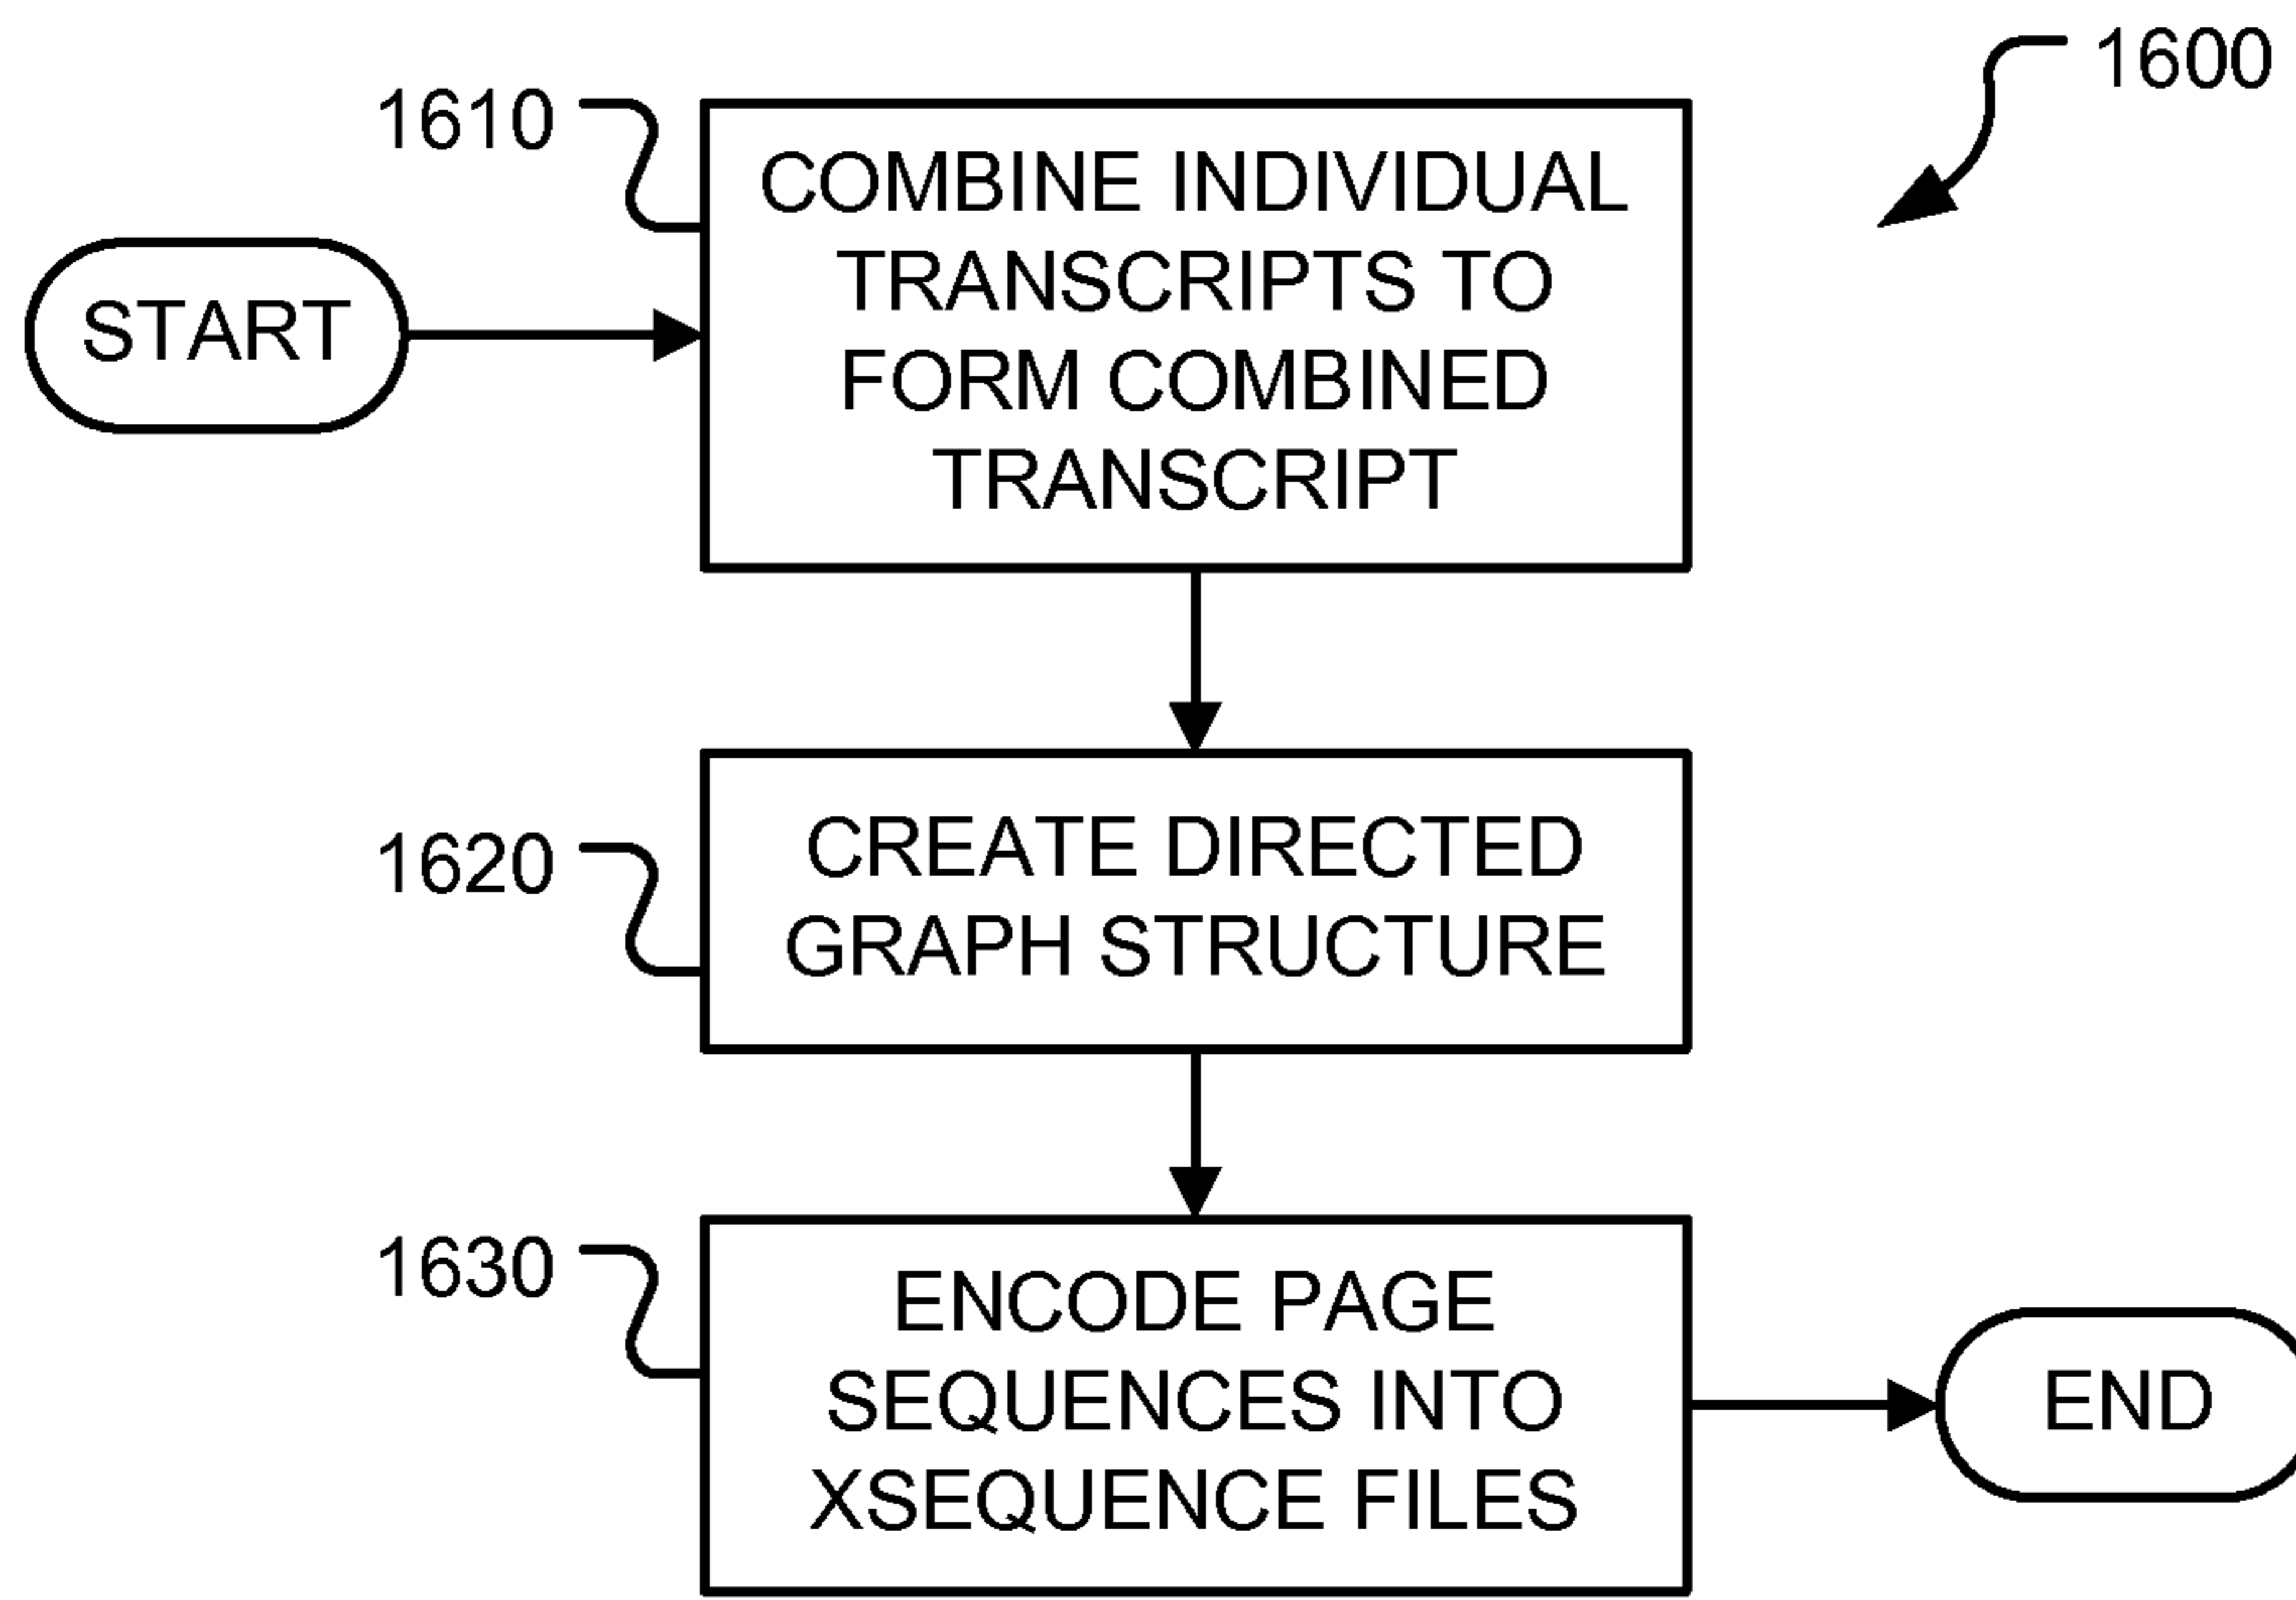 1600
1610
COMBINE INDIVIDUAL
TRANSCRIPTS TO
FORM COMBINED
TRANSCRIPT
START
1620
CREATE DIRECTED
GRAPH STRUCTURE
1630
ENCODE PAGE
SEQUENCES INTO
XSEQUENCE FILES
END